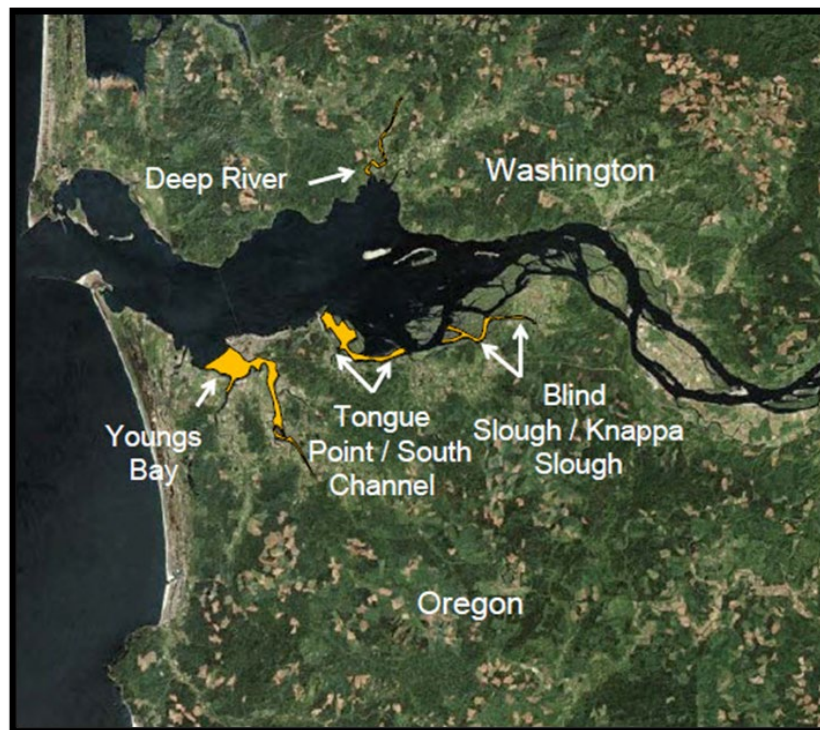 Deep River
Washington
Youngs
Bay
Tongue
Point / South
Channel
Blind
Slough / Knappa
Slough
Oregon